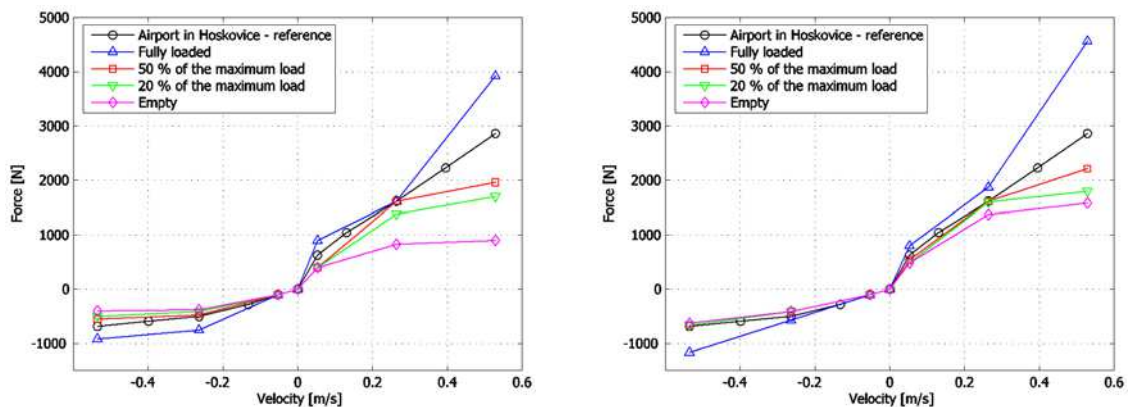 5000
4000
3000
2000
1000
0
-1000
Force [N]
Airport in Hoskovice - reference
Fully loaded
50 % of the maximum load
20 % of the maximum load
Empty
-0.4 -0.2 0 0.2 0.4 0.6
Velocity [m/s]
5000
4000
3000
2000
1000
0
-1000
Force [N]
Airport in Hoskovice - reference
Fully loaded
50 % of the maximum load
20 % of the maximum load
Empty
-0.4 -0.2 0 0.2 0.4 0.6
Velocity [m/s]